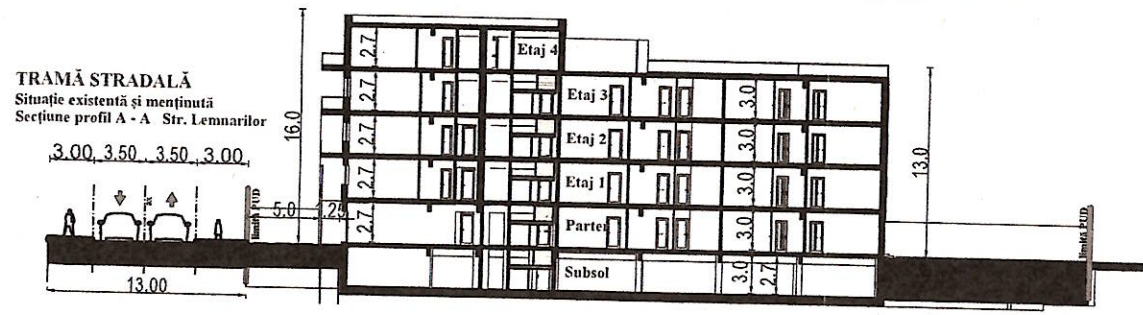 TRAMĂ STRADALĂ
Situație existentă și menținută
Secțiune profil A - A Str. Lemnarilor
3.00 3.50 3.50 3.00
ax
limită PUD
13.00
5.0
1.25
16.0
2.7
2.7
2.7
2.7
2.7
Etaj 4
Etaj 3
Etaj 2
Etaj 1
Parter
Subsol
3.0
3.0
3.0
3.0
3.0
2.7
13.0
limită PUD